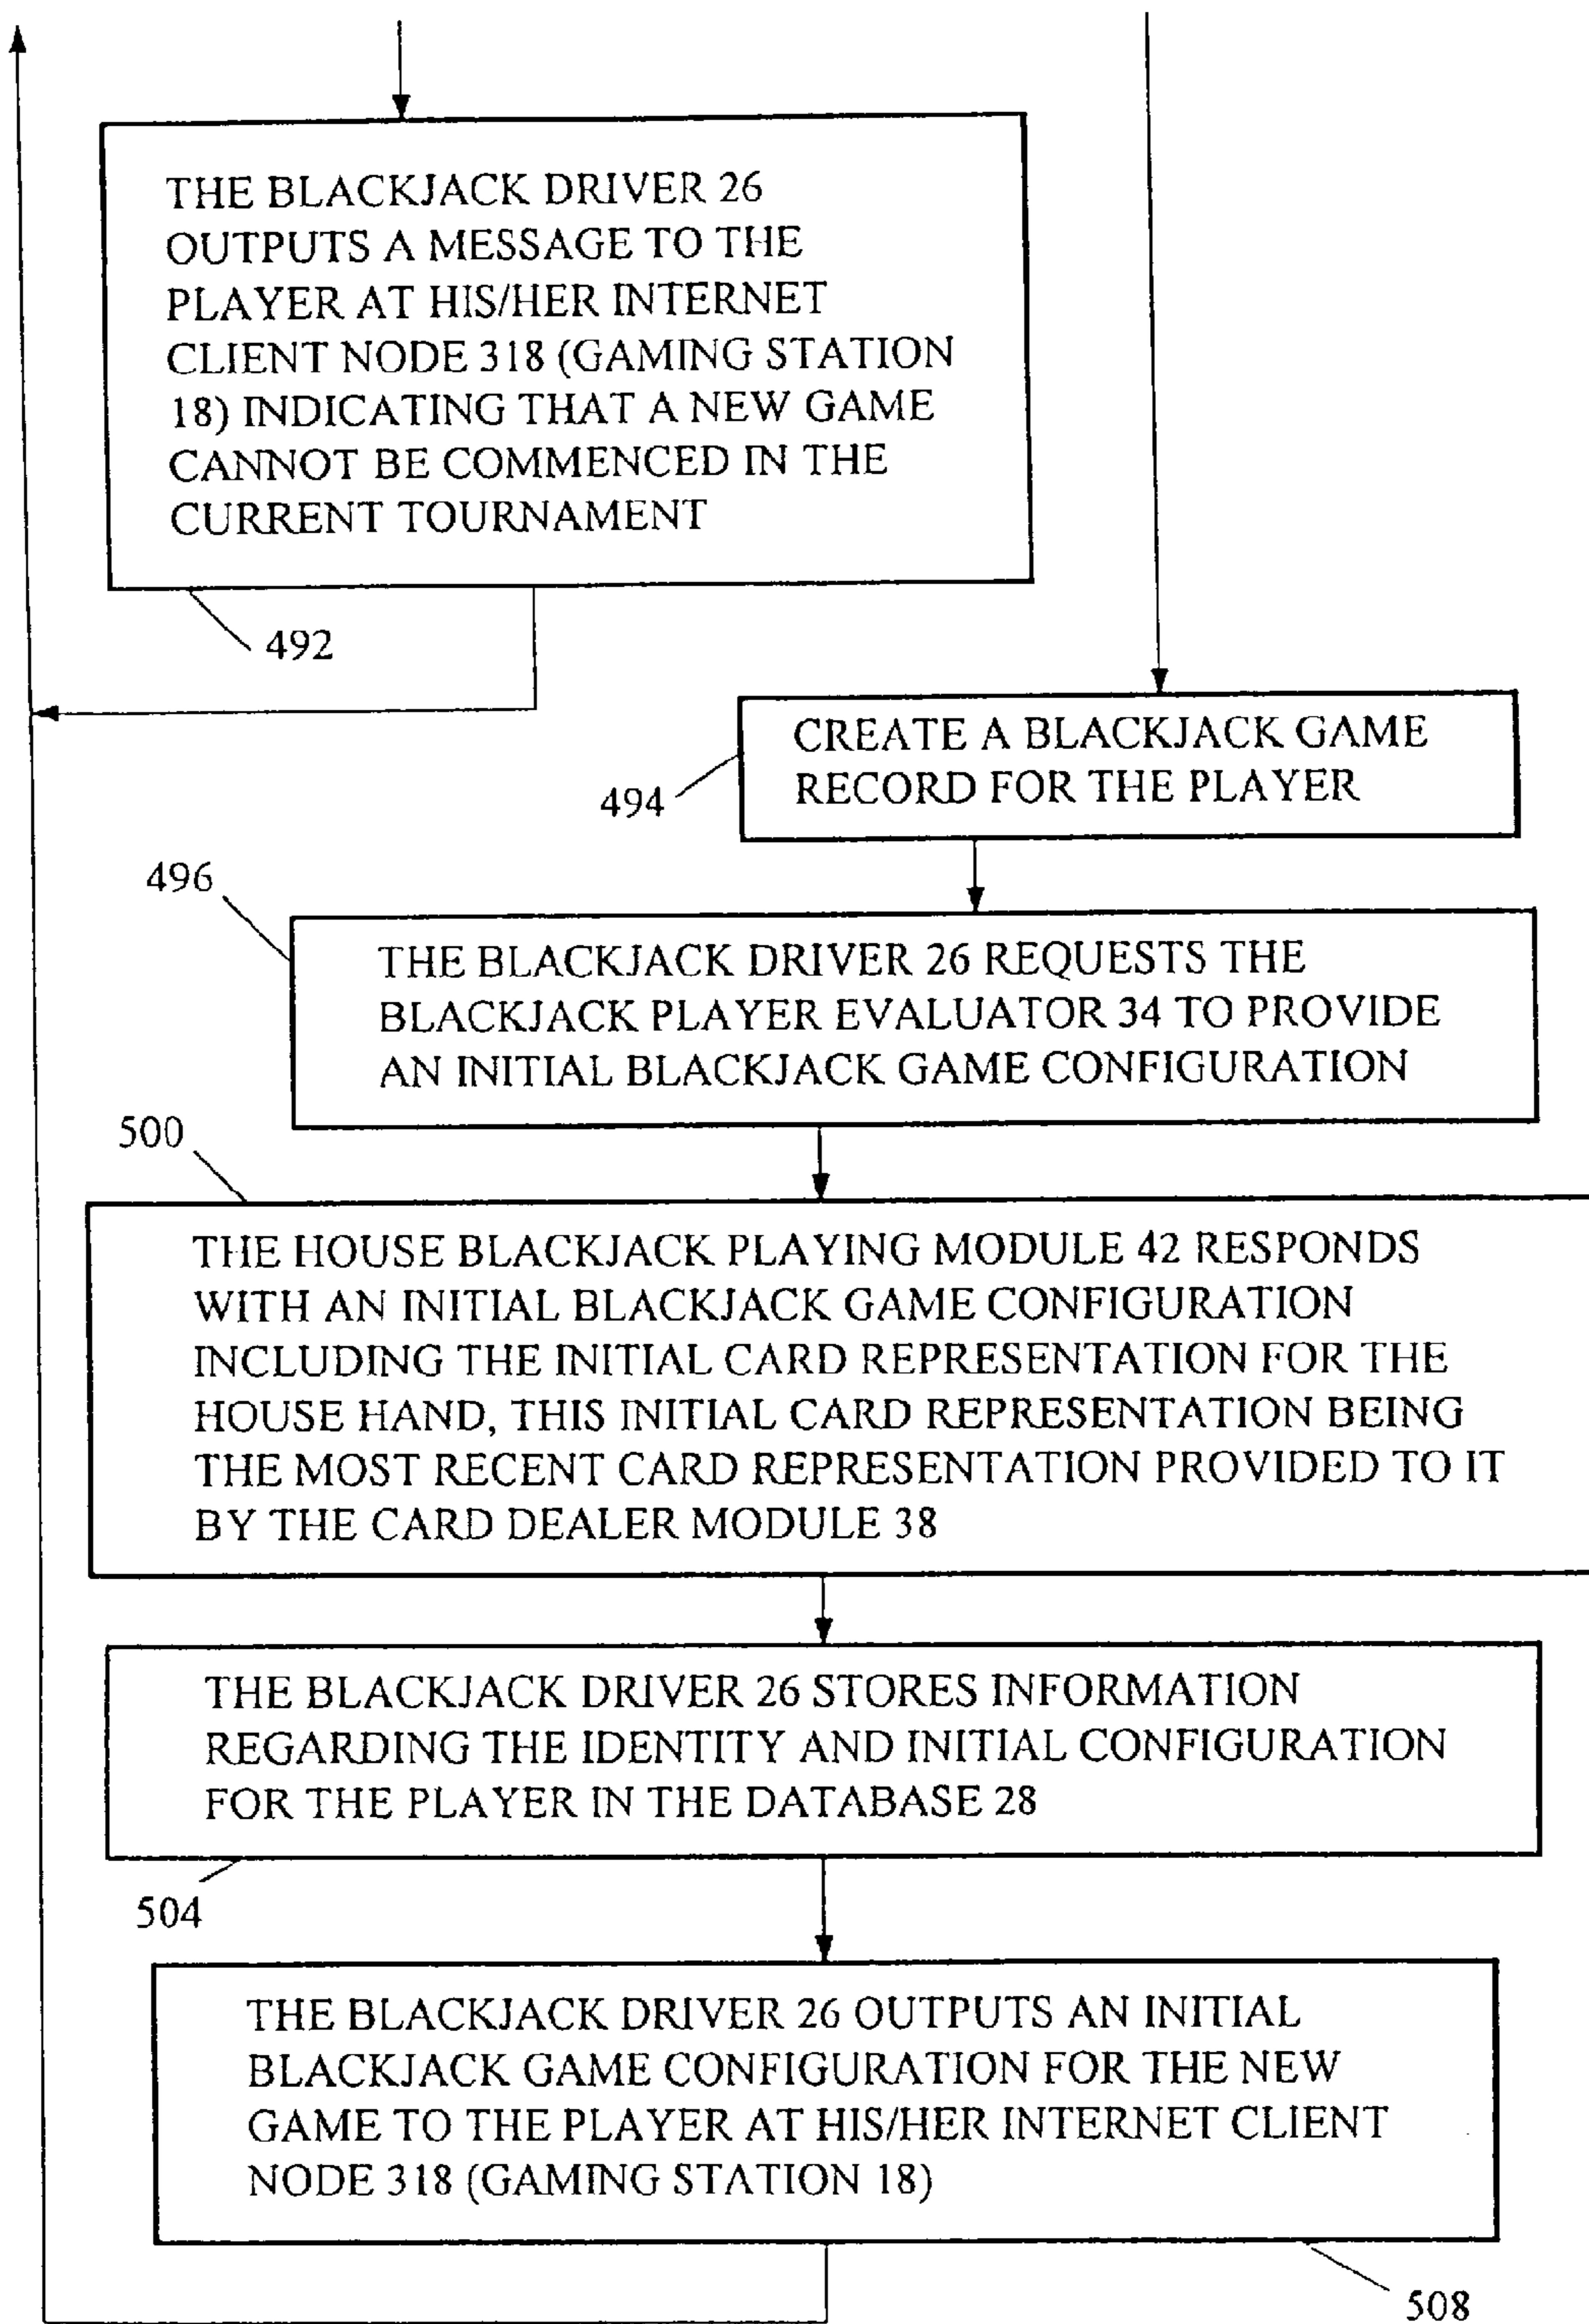 THE BLACKJACK DRIVER 26
OUTPUTS A MESSAGE TO THE
PLAYER AT HIS/HER INTERNET
CLIENT NODE 318 (GAMING STATION
18) INDICATING THAT A NEW GAME
CANNOT BE COMMENCED IN THE
CURRENT TOURNAMENT
492
CREATE A BLACKJACK GAME
RECORD FOR THE PLAYER
494
496
THE BLACKJACK DRIVER 26 REQUESTS THE
BLACKJACK PLAYER EVALUATOR 34 TO PROVIDE
AN INITIAL BLACKJACK GAME CONFIGURATION
500
THE HOUSE BLACKJACK PLAYING MODULE 42 RESPONDS
WITH AN INITIAL BLACKJACK GAME CONFIGURATION
INCLUDING THE INITIAL CARD REPRESENTATION FOR THE
HOUSE HAND, THIS INITIAL CARD REPRESENTATION BEING
THE MOST RECENT CARD REPRESENTATION PROVIDED TO IT
BY THE CARD DEALER MODULE 38
THE BLACKJACK DRIVER 26 STORES INFORMATION
REGARDING THE IDENTITY AND INITIAL CONFIGURATION
FOR THE PLAYER IN THE DATABASE 28
504
THE BLACKJACK DRIVER 26 OUTPUTS AN INITIAL
BLACKJACK GAME CONFIGURATION FOR THE NEW
GAME TO THE PLAYER AT HIS/HER INTERNET CLIENT
NODE 318 (GAMING STATION 18)
508